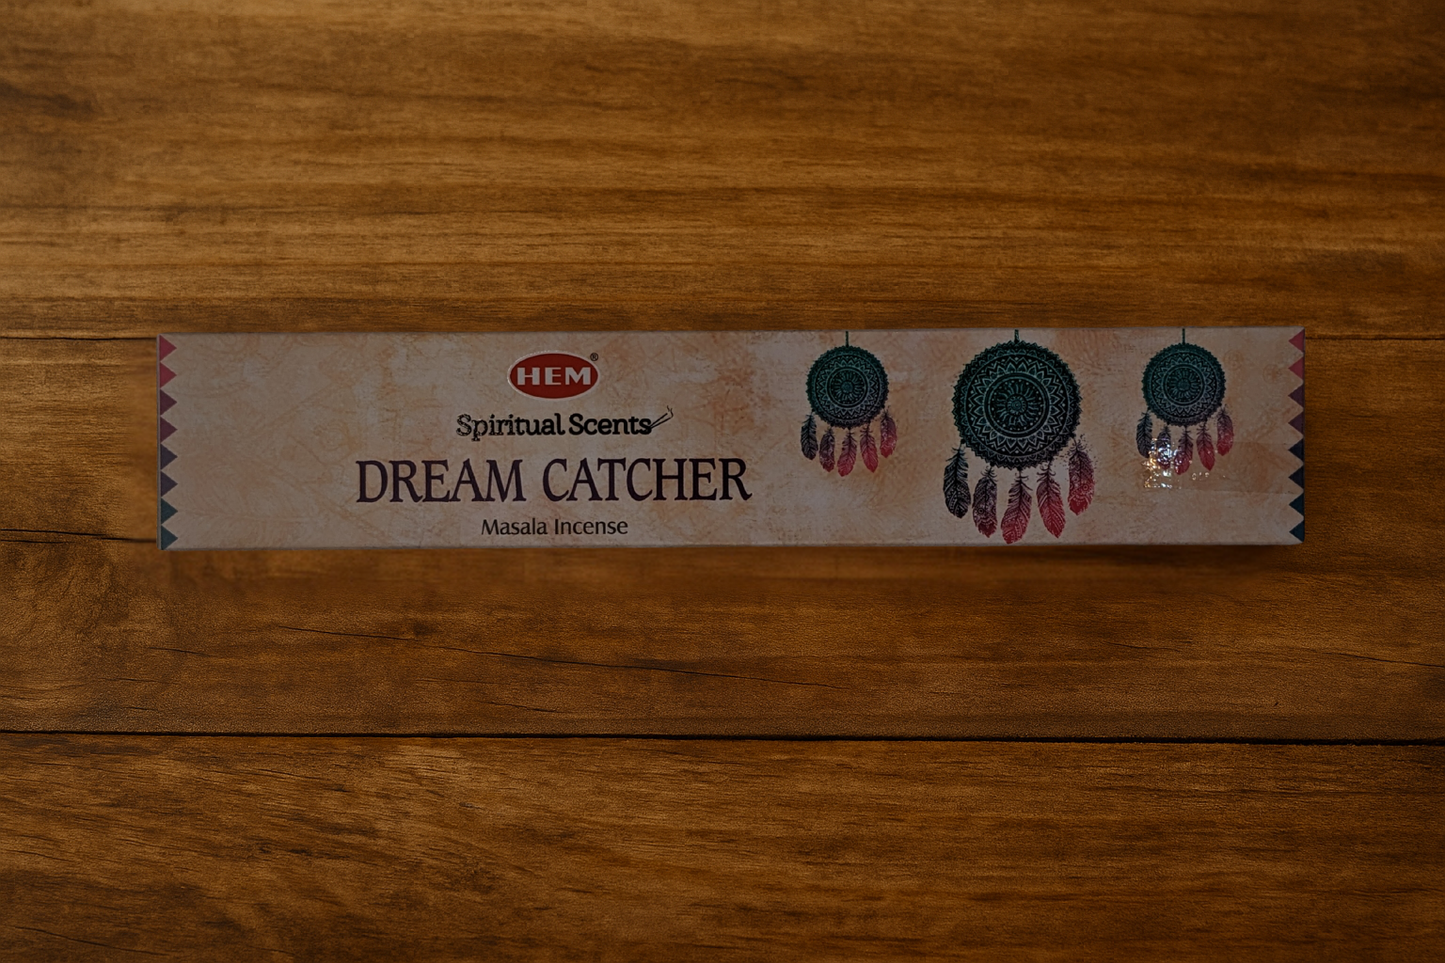 HEM®
Spiritual Scents
DREAM CATCHER
Masala Incense